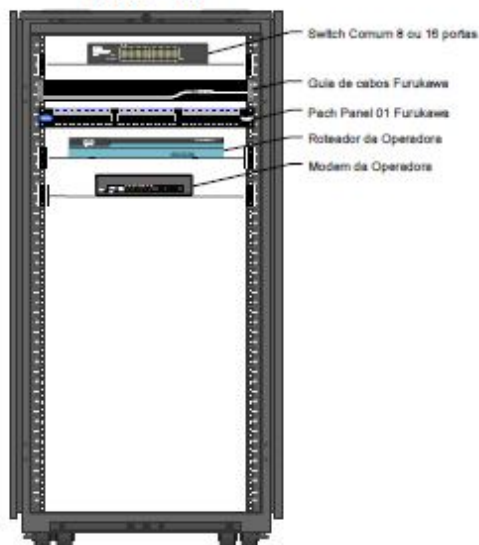 Switch Comum 8 ou 16 portas
Guia de cabos Furukawa
Pach Panel 01 Furukawa
Roteador da Operadora
Modem da Operadora